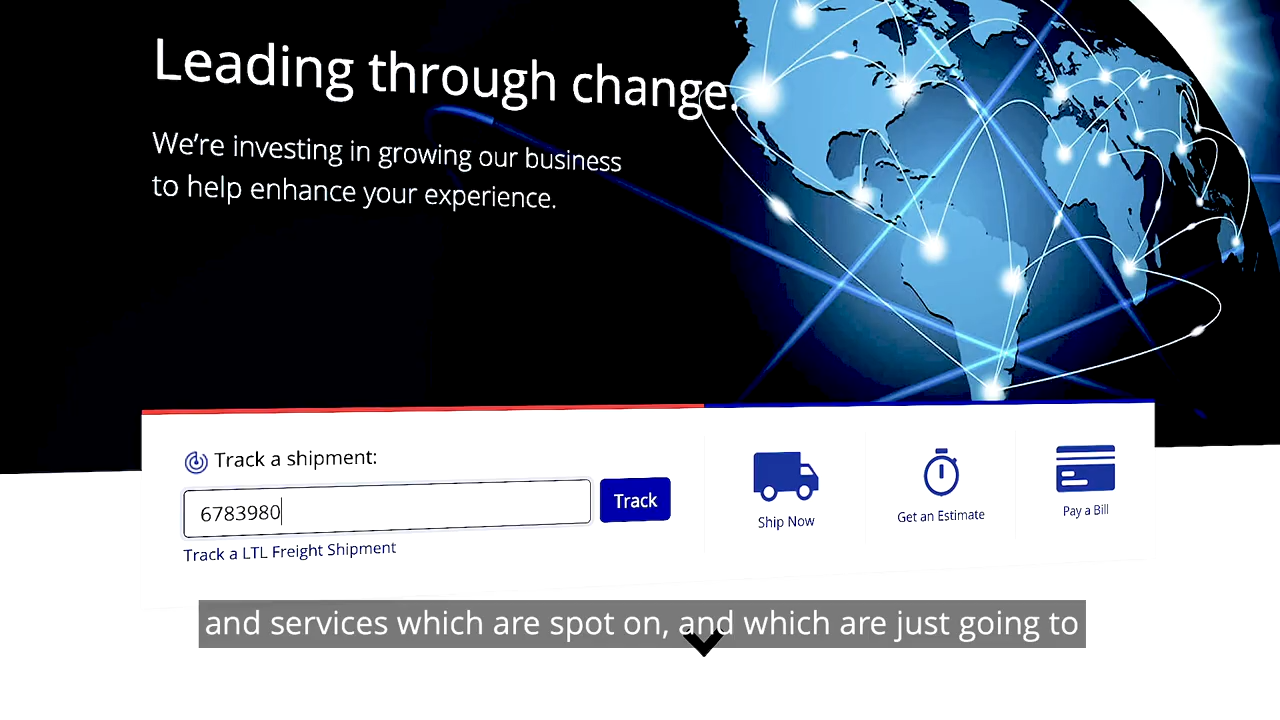 Leading through change.
We’re investing in growing our business
to help enhance your experience.
Track a shipment:
6783980
Track
Track a LTL Freight Shipment
Ship Now
Get an Estimate
Pay a Bill
and services which are spot on, and which are just going to